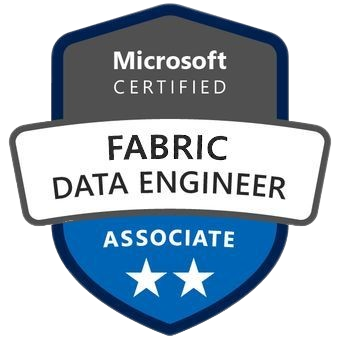 Microsoft
CERTIFIED
FABRIC
DATA ENGINEER
ASSOCIATE